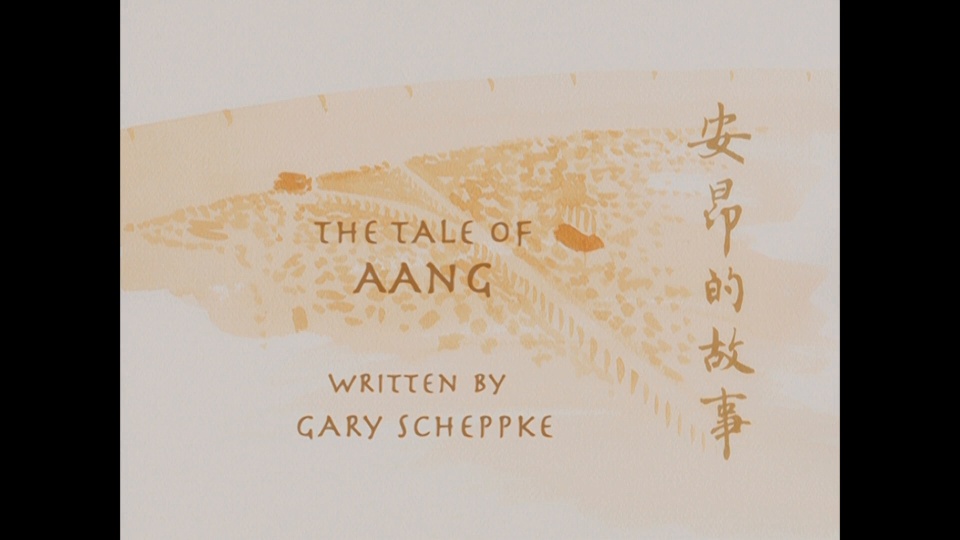 THE TALE OF
AANG
WRITTEN BY
GARY SCHEPPKE
安昂的故事